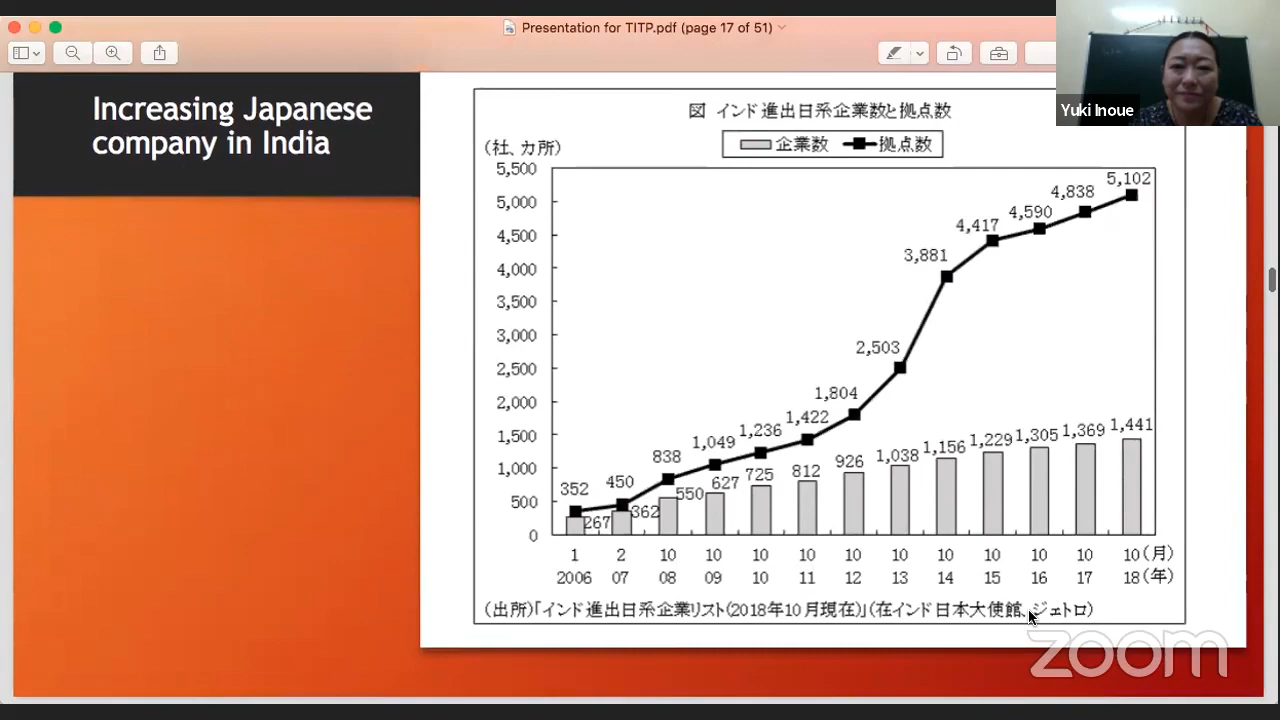 Presentation for TITP.pdf (page 17 of 51)
Yuki Inoue
Increasing Japanese
company in India
図 インド進出日系企業数と拠点数
企業数 拠点数
(社、カ所)
5,500
5,000
4,500
4,000
3,500
3,000
2,500
2,000
1,500
1,000
500
0
352 450 838 1,049 1,236 1,422 1,804 2,503 3,881 4,417 4,590 4,838 5,102
267 362 550 627 725 812 926 1,038 1,156 1,229 1,305 1,369 1,441
1 2 10 10 10 10 10 10 10 10 10 10 10(月)
2006 07 08 09 10 11 12 13 14 15 16 17 18(年)
(出所)「インド進出日系企業リスト(2018年10月現在)」(在インド日本大使館、ジェトロ)
zoom